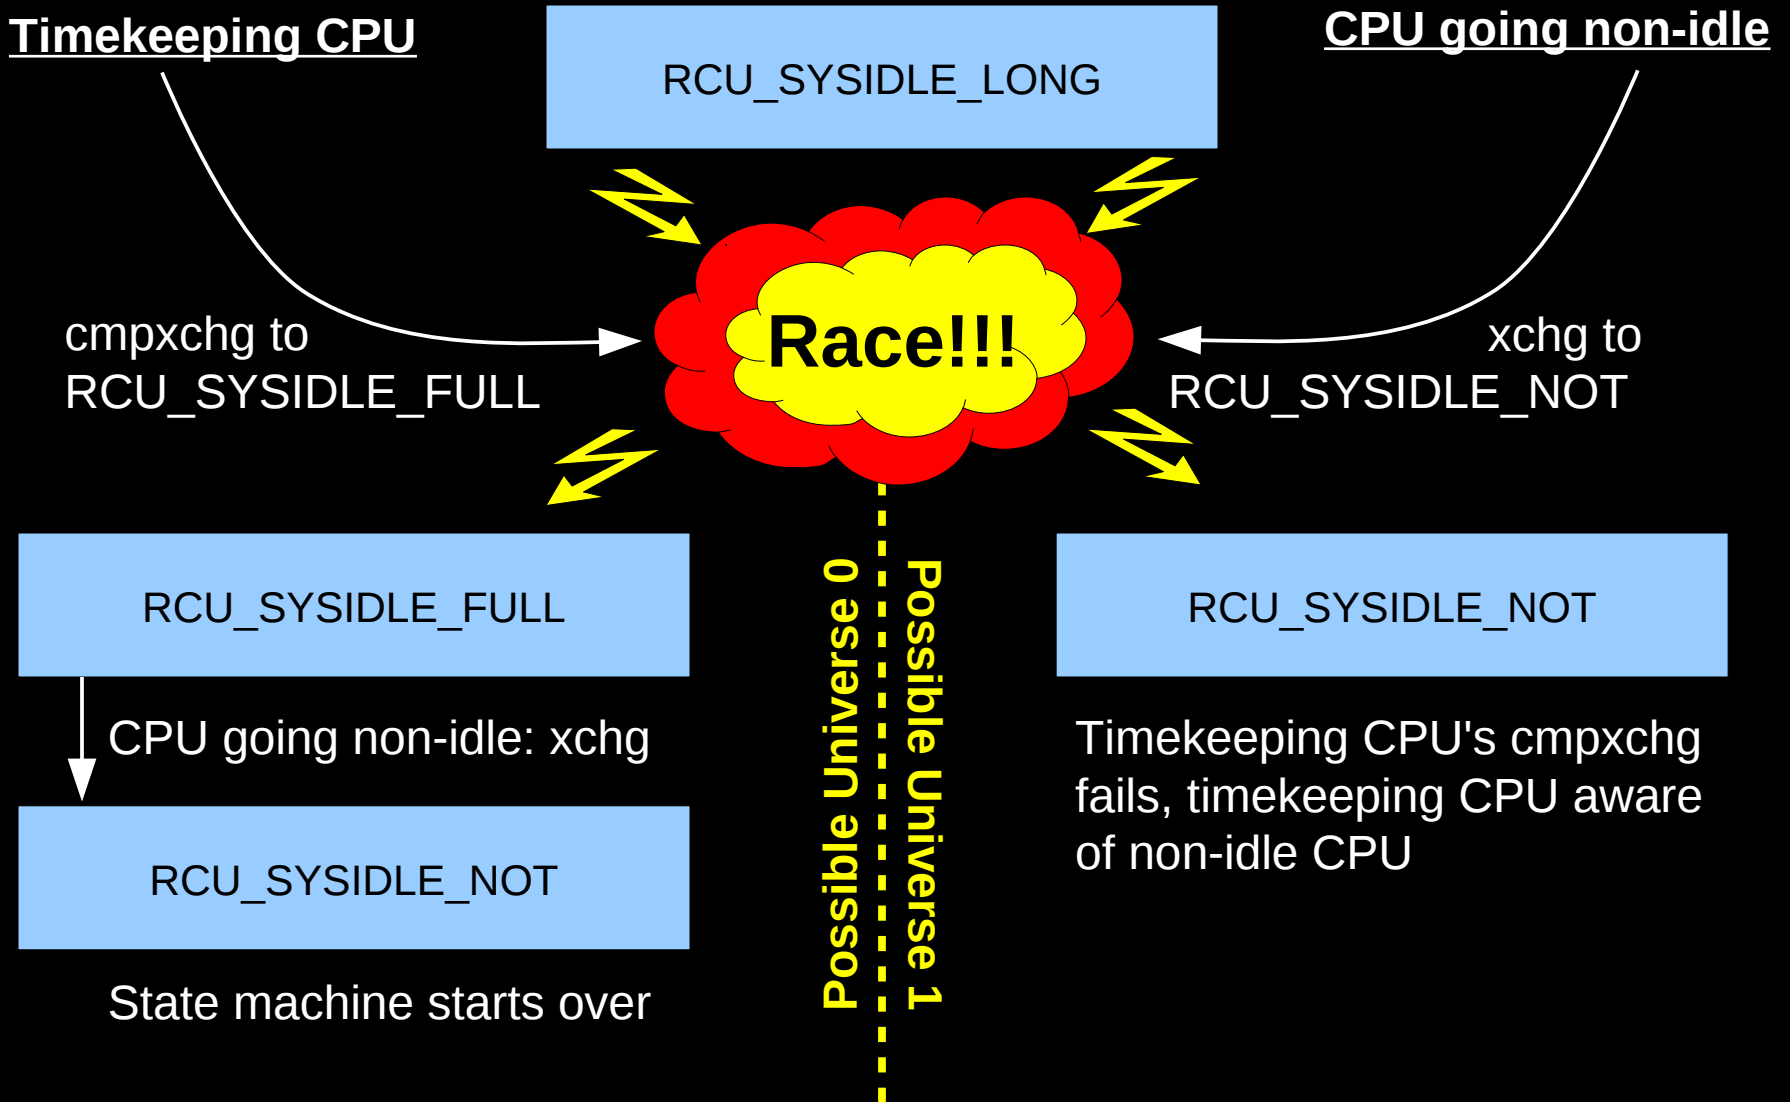 Timekeeping CPU
CPU going non-idle
RCU_SYSIDLE_LONG
Race!!!
cmpxchg to
RCU_SYSIDLE_FULL
xchg to
RCU_SYSIDLE_NOT
RCU_SYSIDLE_FULL
CPU going non-idle: xchg
RCU_SYSIDLE_NOT
State machine starts over
Possible Universe 0
Possible Universe 1
RCU_SYSIDLE_NOT
Timekeeping CPU's cmpxchg
fails, timekeeping CPU aware
of non-idle CPU